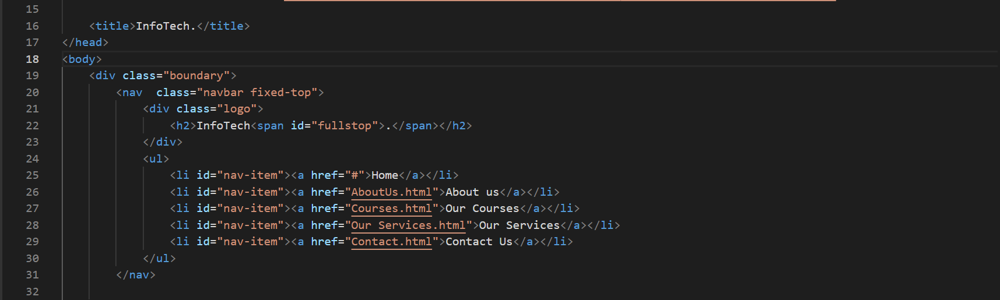 15
16 <title>InfoTech.</title>
17 </head>
18 <body>
19 <div class="boundary">
20 <nav  class="navbar fixed-top">
21 <div class="logo">
22 <h2>InfoTech<span id="fullstop">.</span></h2>
23 </div>
24 <ul>
25 <li id="nav-item"><a href="#">Home</a></li>
26 <li id="nav-item"><a href="AboutUs.html">About us</a></li>
27 <li id="nav-item"><a href="Courses.html">Our Courses</a></li>
28 <li id="nav-item"><a href="Our Services.html">Our Services</a></li>
29 <li id="nav-item"><a href="Contact.html">Contact Us</a></li>
30 </ul>
31 </nav>
32